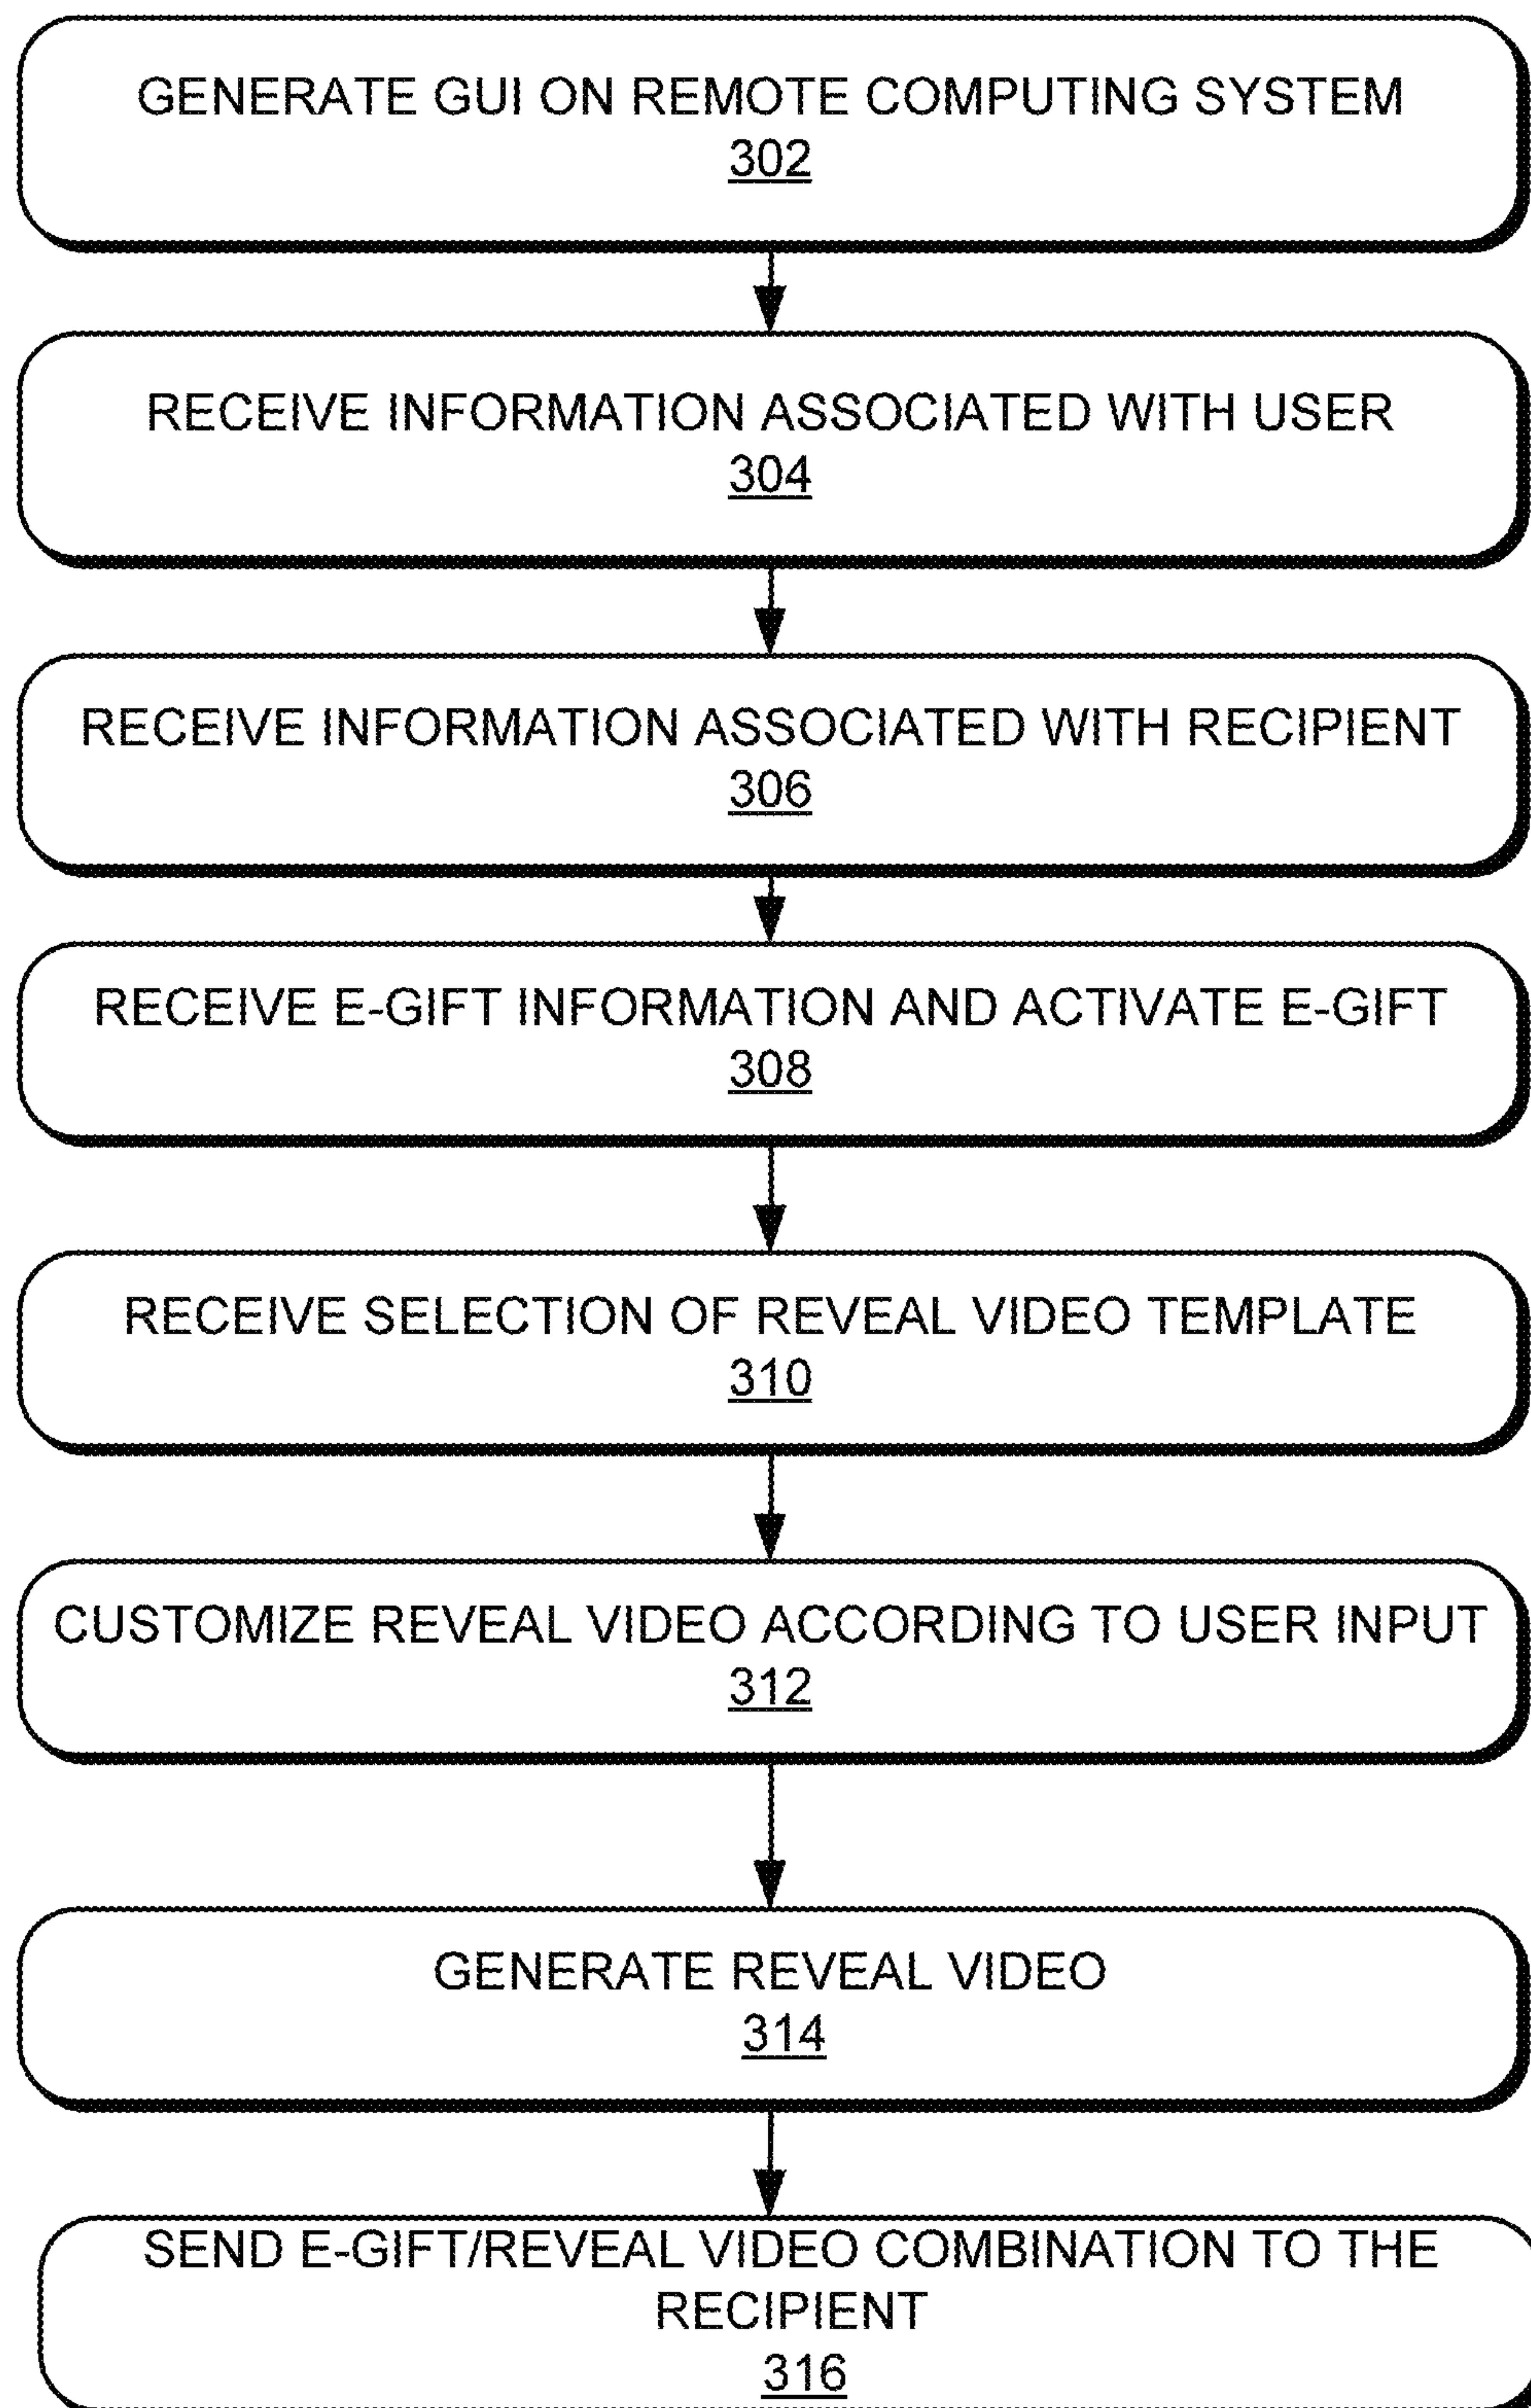 GENERATE GUI ON REMOTE COMPUTING SYSTEM
302
RECEIVE INFORMATION ASSOCIATED WITH USER
304
RECEIVE INFORMATION ASSOCIATED WITH RECIPIENT
306
RECEIVE E-GIFT INFORMATION AND ACTIVATE E-GIFT
308
RECEIVE SELECTION OF REVEAL VIDEO TEMPLATE
310
CUSTOMIZE REVEAL VIDEO ACCORDING TO USER INPUT
312
GENERATE REVEAL VIDEO
314
SEND E-GIFT/REVEAL VIDEO COMBINATION TO THE
RECIPIENT
316